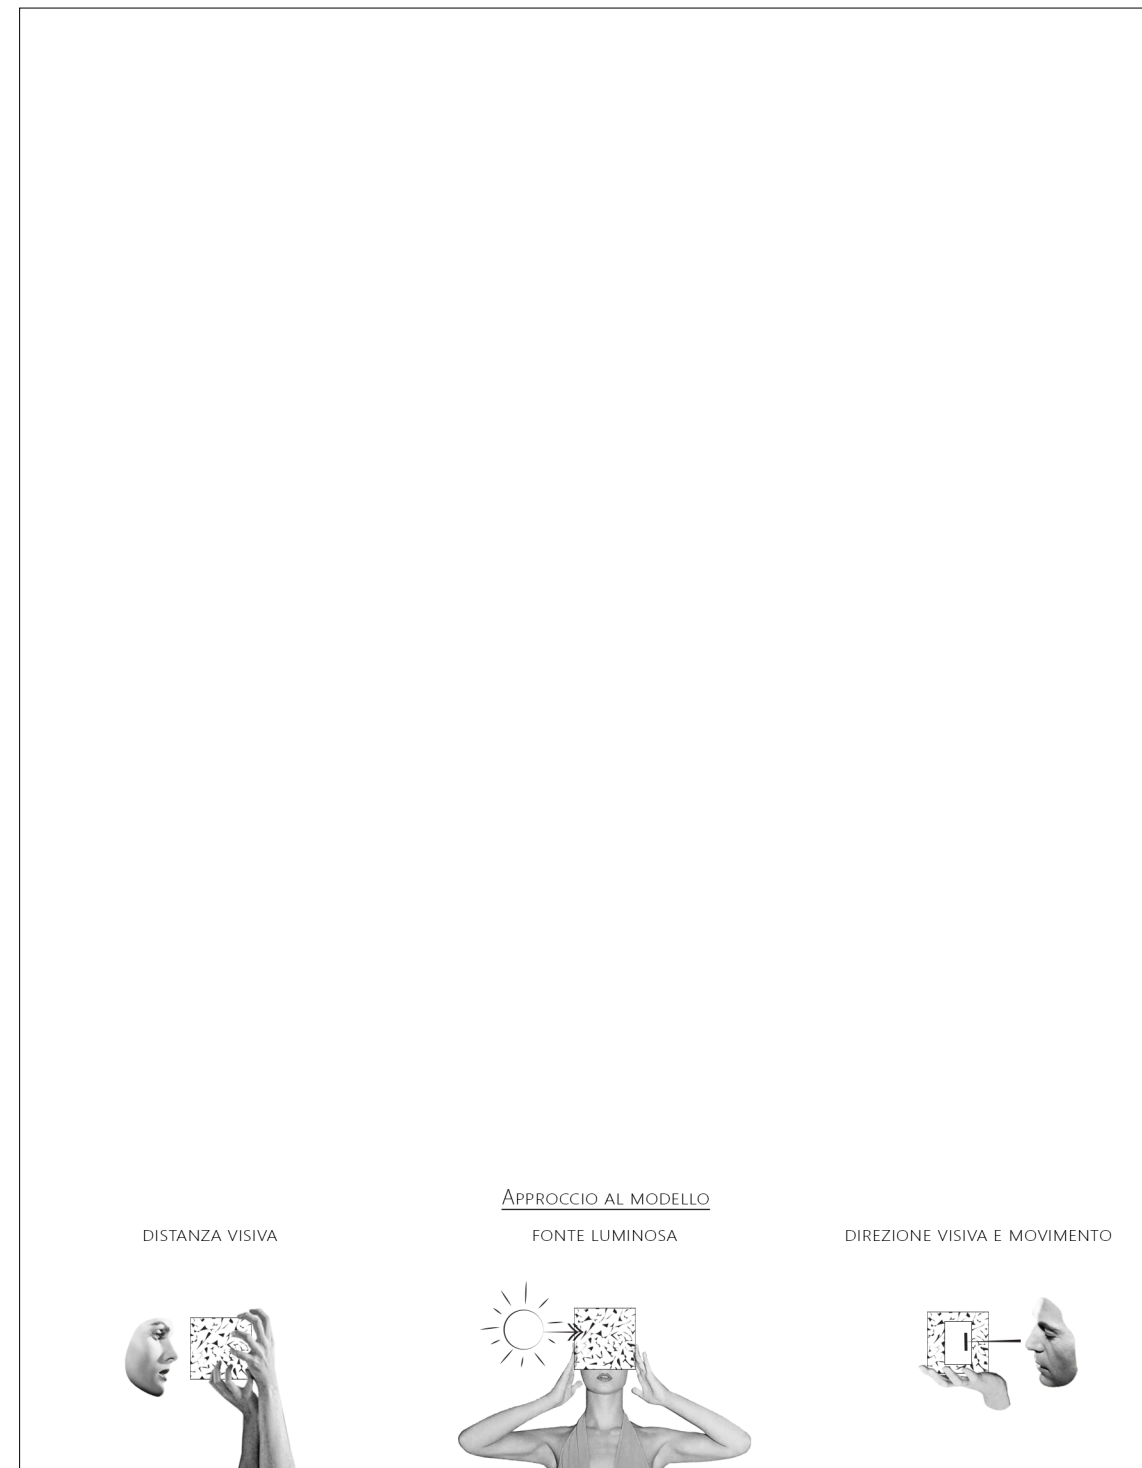 Approccio al modello
distanza visiva
fonte luminosa
direzione visiva e movimento